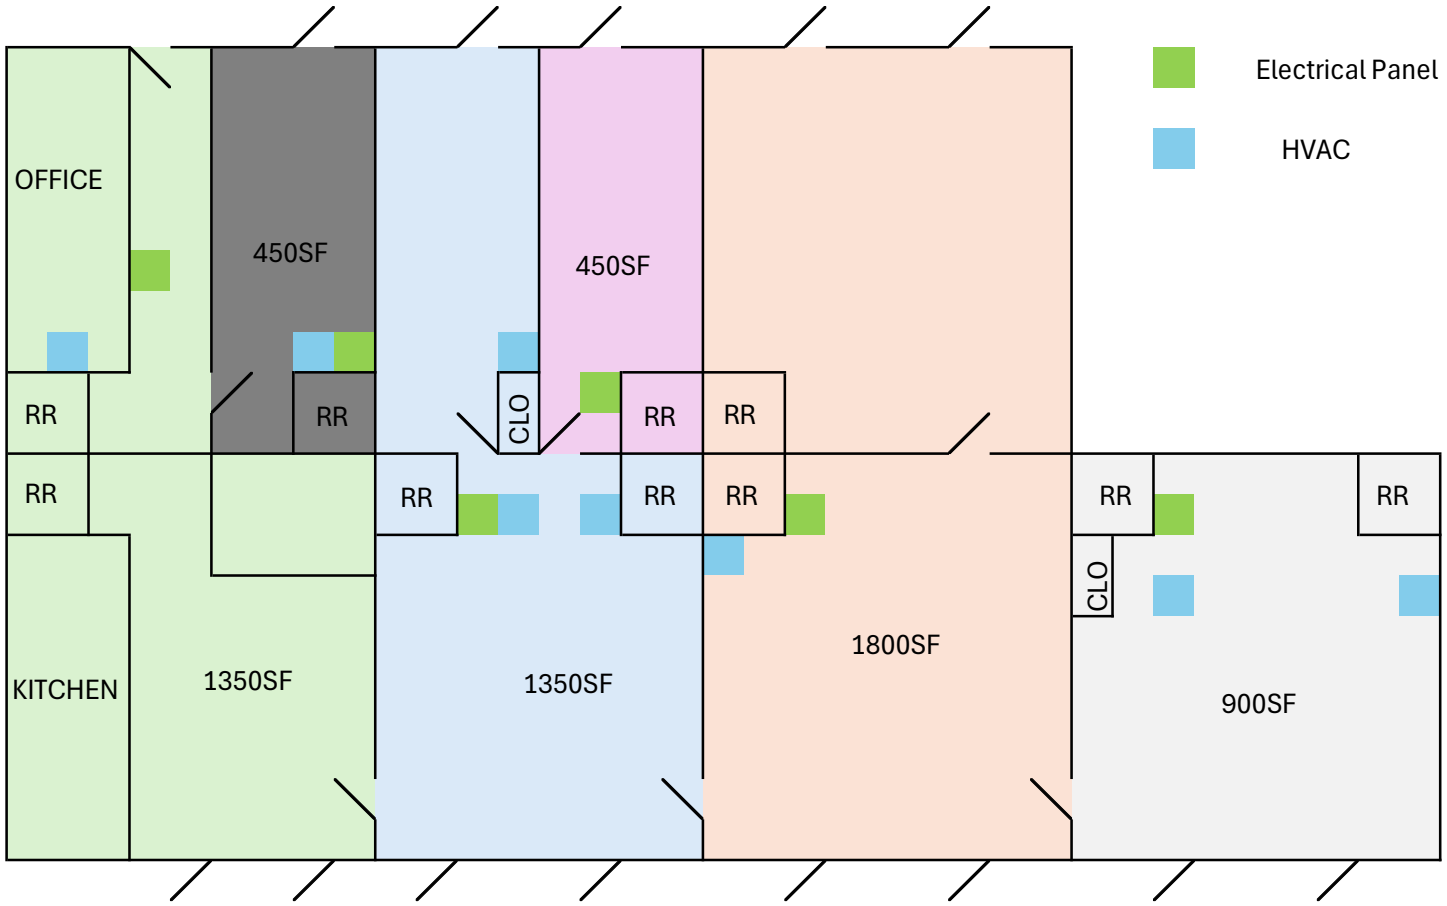 Electrical Panel
HVAC
OFFICE
450SF
450SF
RR
RR
CLO
RR
RR
RR
RR
RR
RR
RR
RR
CLO
KITCHEN
1350SF
1350SF
1800SF
900SF